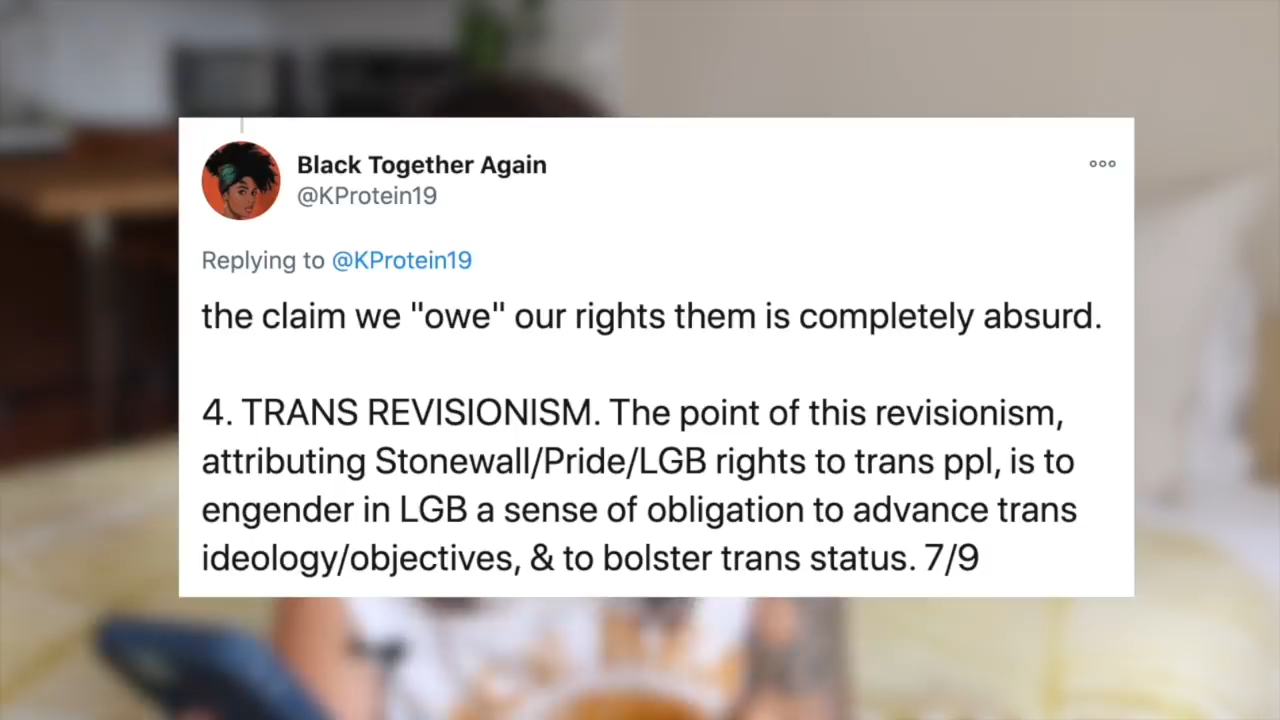 Black Together Again
@KProtein19
Replying to @KProtein19
the claim we "owe" our rights them is completely absurd.
4. TRANS REVISIONISM. The point of this revisionism,
attributing Stonewall/Pride/LGB rights to trans ppl, is to
engender in LGB a sense of obligation to advance trans
ideology/objectives, & to bolster trans status. 7/9